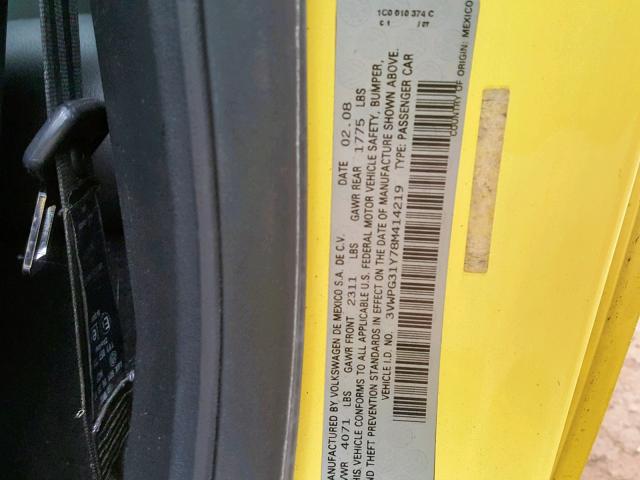 1C0 010 374 C
C 1 / 07
MANUFACTURED BY VOLKSWAGEN DE MEXICO S.A. DE C.V. DATE 02.08
GVWR 4071 LBS GAWR FRONT 2311 LBS GAWR REAR 1775 LBS
THIS VEHICLE CONFORMS TO ALL APPLICABLE U.S. FEDERAL MOTOR VEHICLE SAFETY, BUMPER,
AND THEFT PREVENTION STANDARDS IN EFFECT ON THE DATE OF MANUFACTURE SHOWN ABOVE.
VEHICLE I.D. NO. 3VWPG31Y78M414219 TYPE: PASSENGER CAR
COUNTRY OF ORIGIN: MEXICO